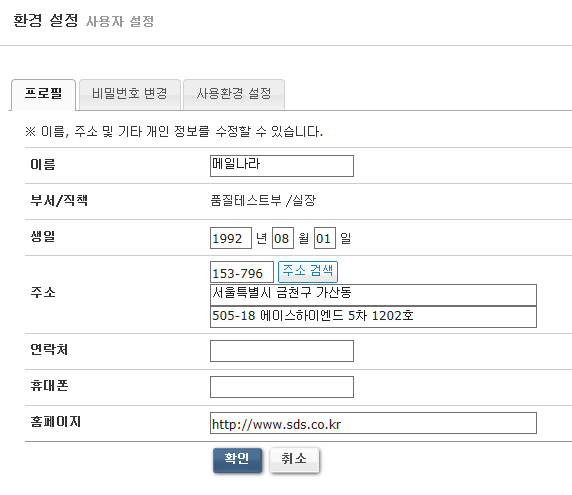 환경 설정 사용자 설정
프로필 비밀번호 변경 사용환경 설정
※ 이름, 주소 및 기타 개인 정보를 수정할 수 있습니다.
이름 메일나라
부서/직책 품질테스트부 /실장
생일 1992 년 08 월 01 일
153-796 주소 검색
주소 서울특별시 금천구 가산동
505-18 에이스하이엔드 5차 1202호
연락처
휴대폰
홈페이지 http://www.sds.co.kr
확인 취소